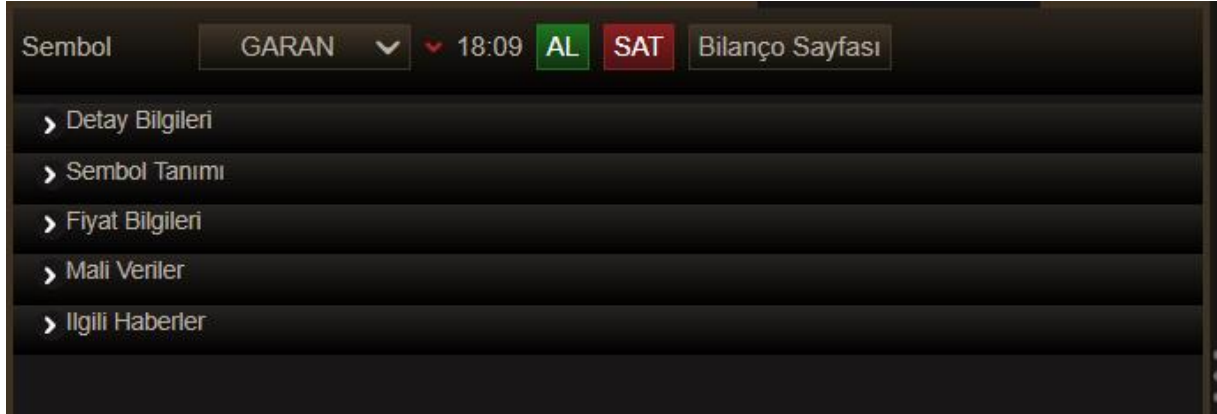 Sembol GARAN 18:09 AL SAT Bilanço Sayfası
Detay Bilgileri
Sembol Tanımı
Fiyat Bilgileri
Mali Veriler
Ilgili Haberler